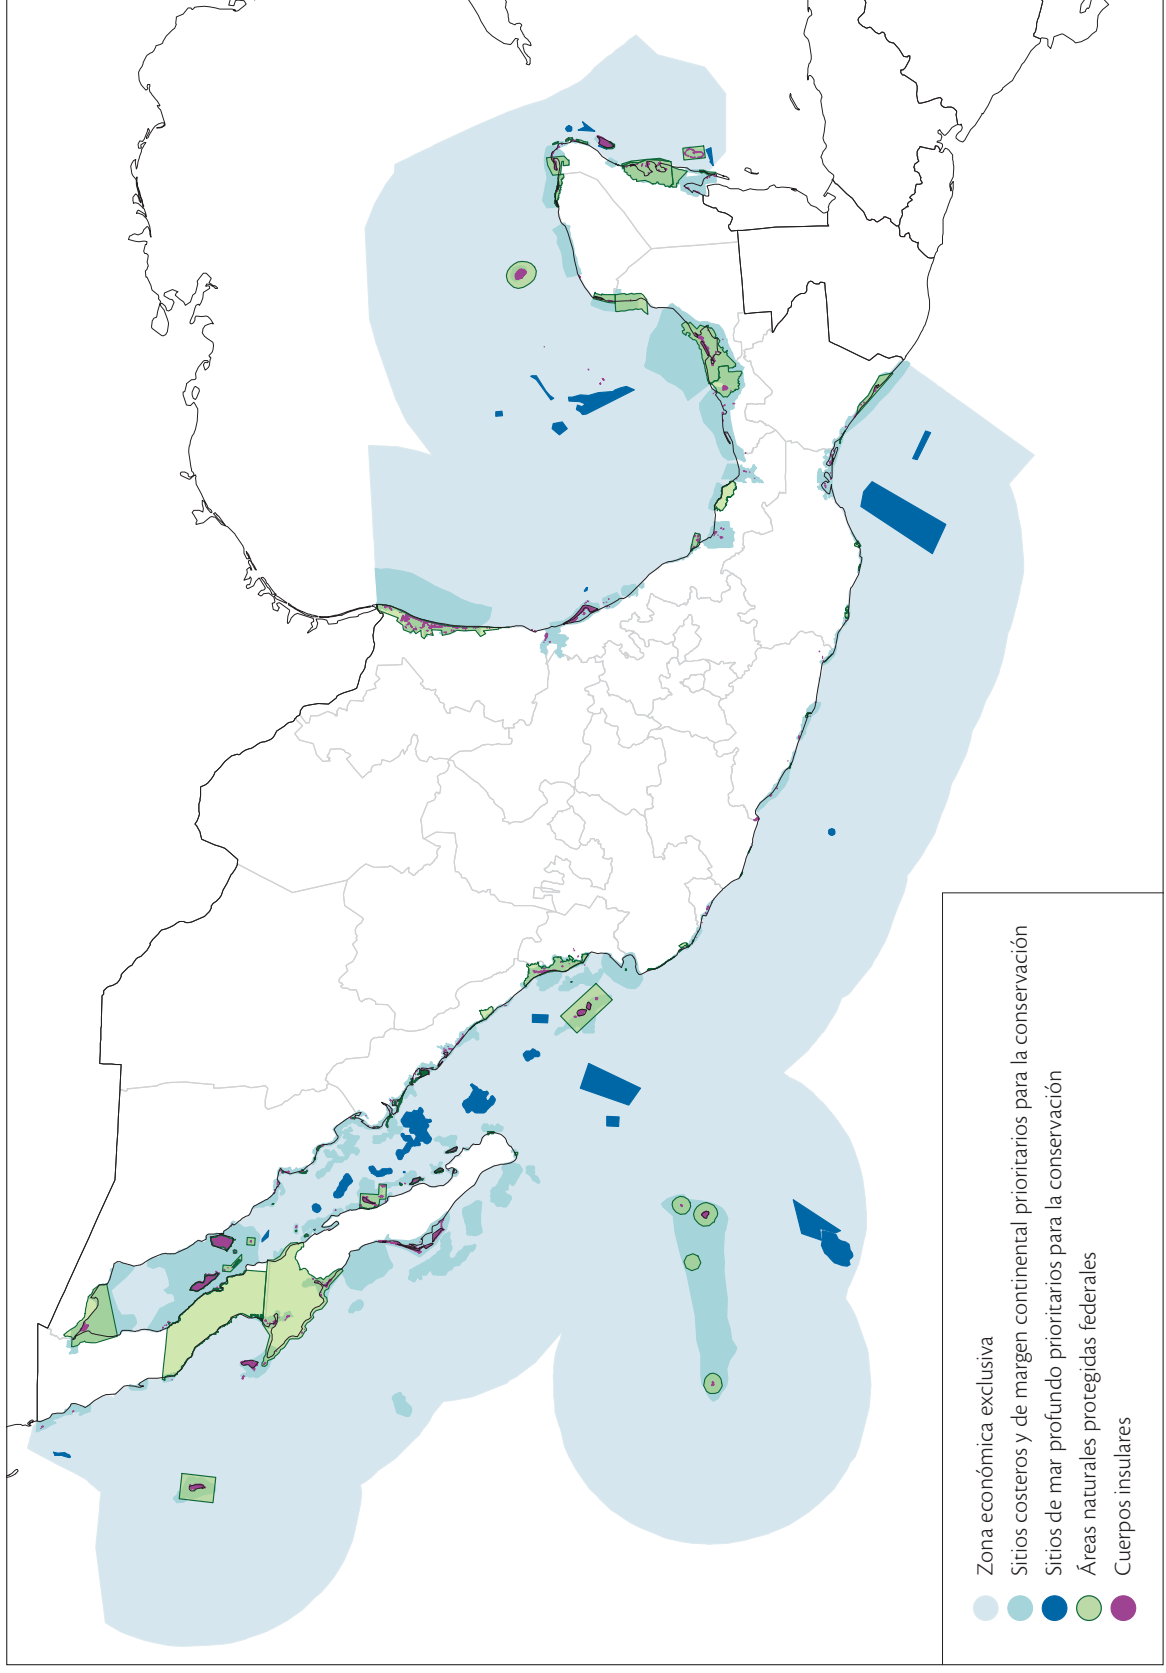 Zona económica exclusiva
Sitios costeros y de margen continental prioritarios para la conservación
Sitios de mar profundo prioritarios para la conservación
Áreas naturales protegidas federales
Cuerpos insulares